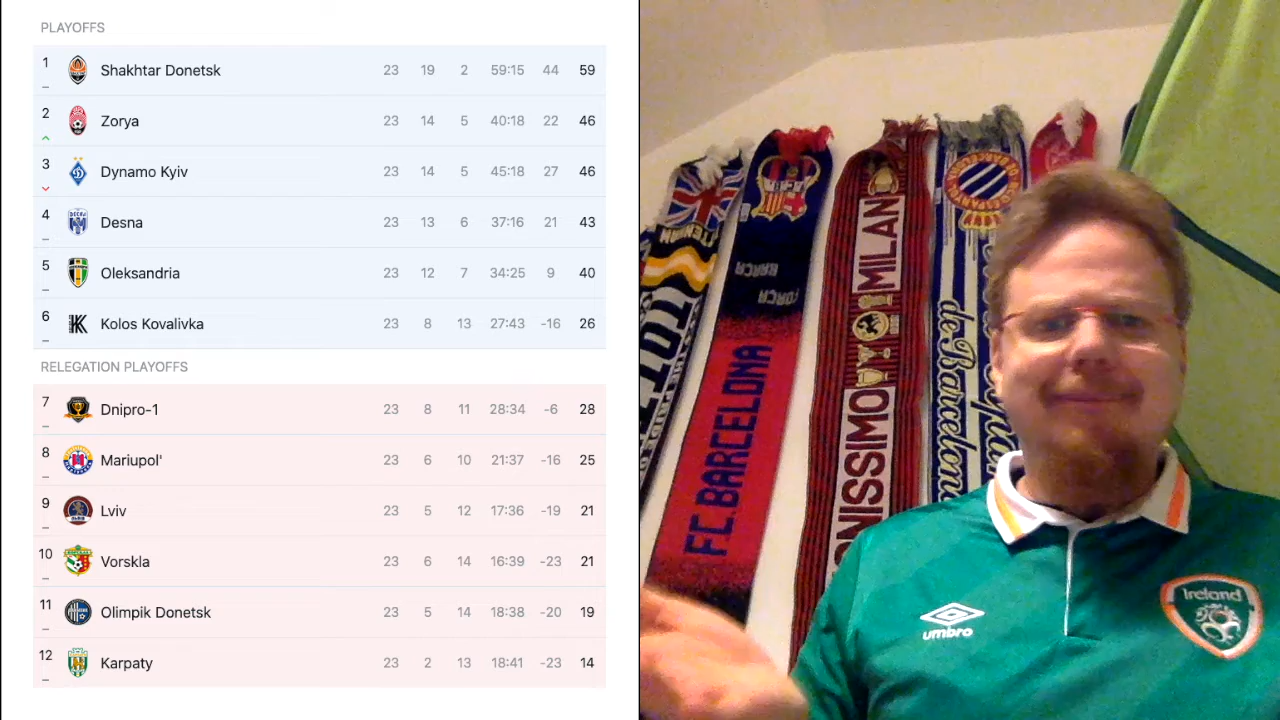 PLAYOFFS
1 Shakhtar Donetsk 23 19 2 59:15 44 59
2 Zorya 23 14 5 40:18 22 46
3 Dynamo Kyiv 23 14 5 45:18 27 46
4 Desna 23 13 6 37:16 21 43
5 Oleksandria 23 12 7 34:25 9 40
6 Kolos Kovalivka 23 8 13 27:43 -16 26
RELEGATION PLAYOFFS
7 Dnipro-1 23 8 11 28:34 -6 28
8 Mariupol' 23 6 10 21:37 -16 25
9 Lviv 23 5 12 17:36 -19 21
10 Vorskla 23 6 14 16:39 -23 21
11 Olimpik Donetsk 23 5 14 18:38 -20 19
12 Karpaty 23 2 13 18:41 -23 14
BARÇA
FORÇA
F.C. BARCELONA
MILAN
de Barcelona
umbro
Ireland